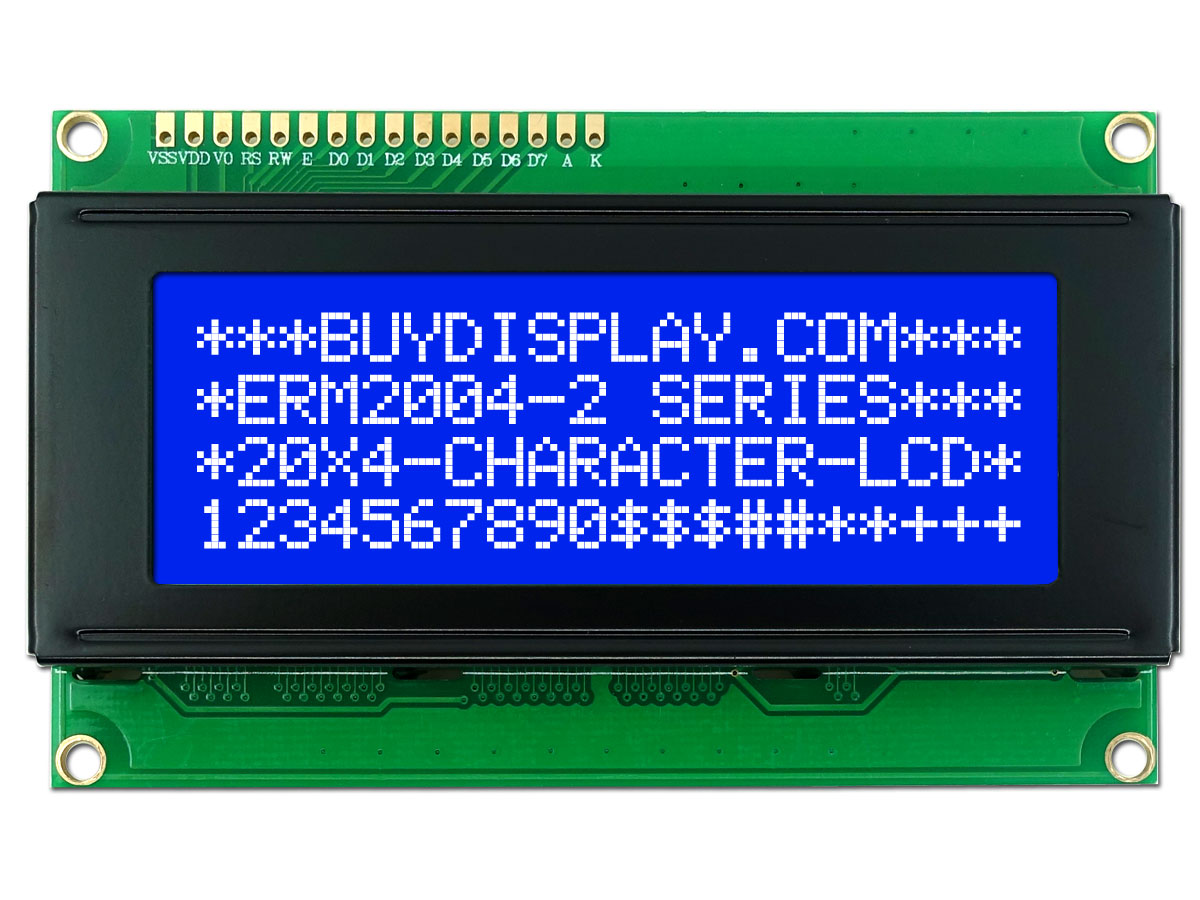 VSS VDD V0 RS RW E D0 D1 D2 D3 D4 D5 D6 D7 A K
***BUYDISPLAY.COM***
*ERM2004-2 SERIES***
*20X4-CHARACTER-LCD*
1234567890$$$##**+++